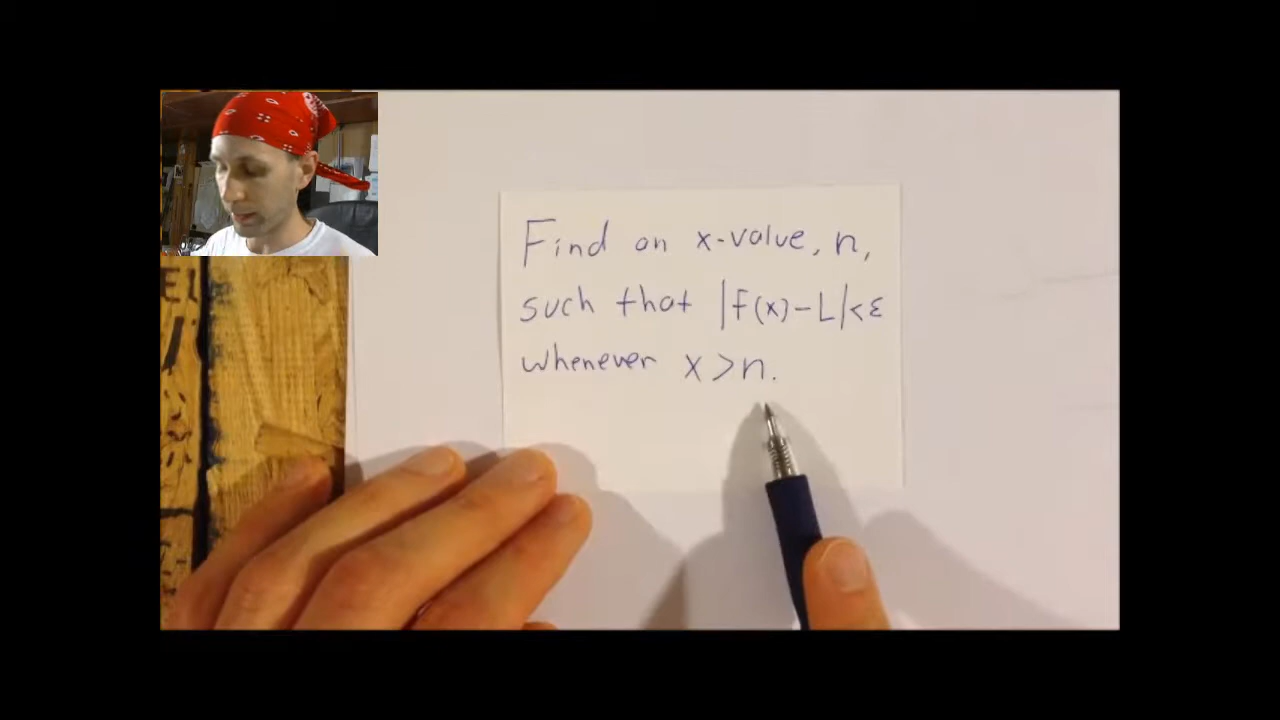 Find an x-value, n,
such that |f(x)-L|<ε
whenever x>n.